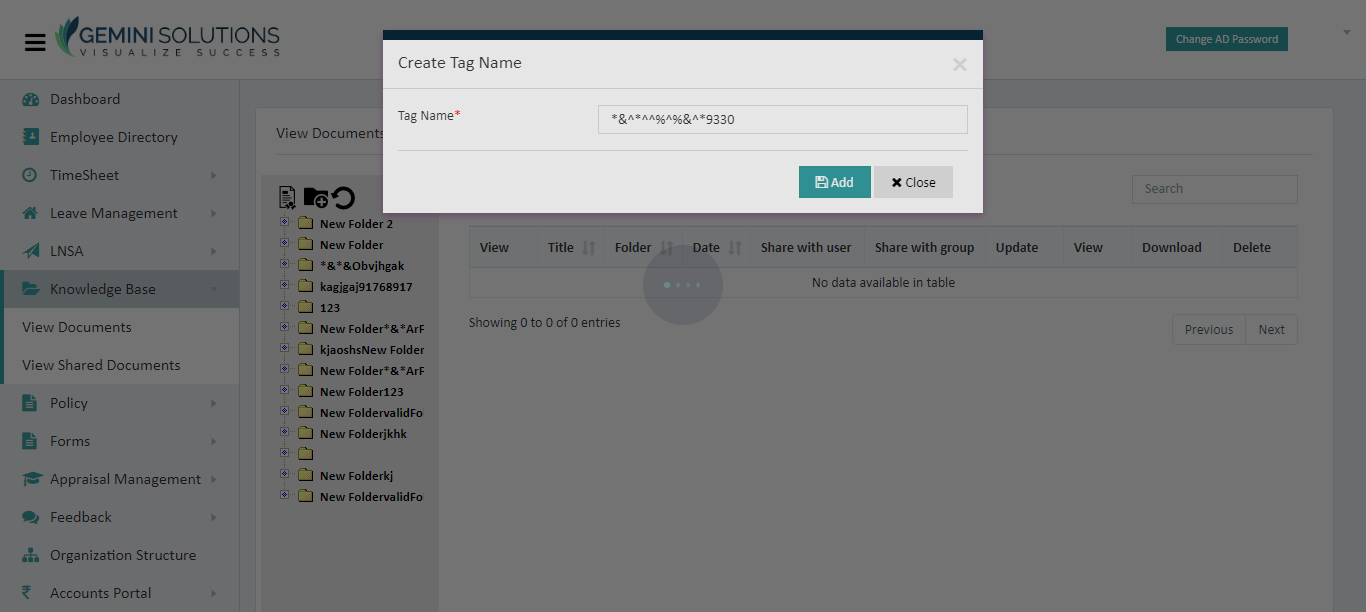 GEMINI SOLUTIONS
VISUALIZE SUCCESS
Change AD Password
Create Tag Name
×
Tag Name*
*&^*^^%^%&^*9330
Add
Close
Dashboard
Employee Directory
TimeSheet
Leave Management
LNSA
Knowledge Base
View Documents
View Shared Documents
Policy
Forms
Appraisal Management
Feedback
Organization Structure
Accounts Portal
View Documents
New Folder 2
New Folder
*&*&Obvjhgak
kagjgaj91768917
123
New Folder*&*ArF
kjaoshsNew Folder
New Folder*&*ArF
New Folder123
New FoldervalidFo
New Folderjkhk
New Folderkj
New FoldervalidFo
Search
View Title Folder Date Share with user Share with group Update View Download Delete
No data available in table
Showing 0 to 0 of 0 entries
Previous Next